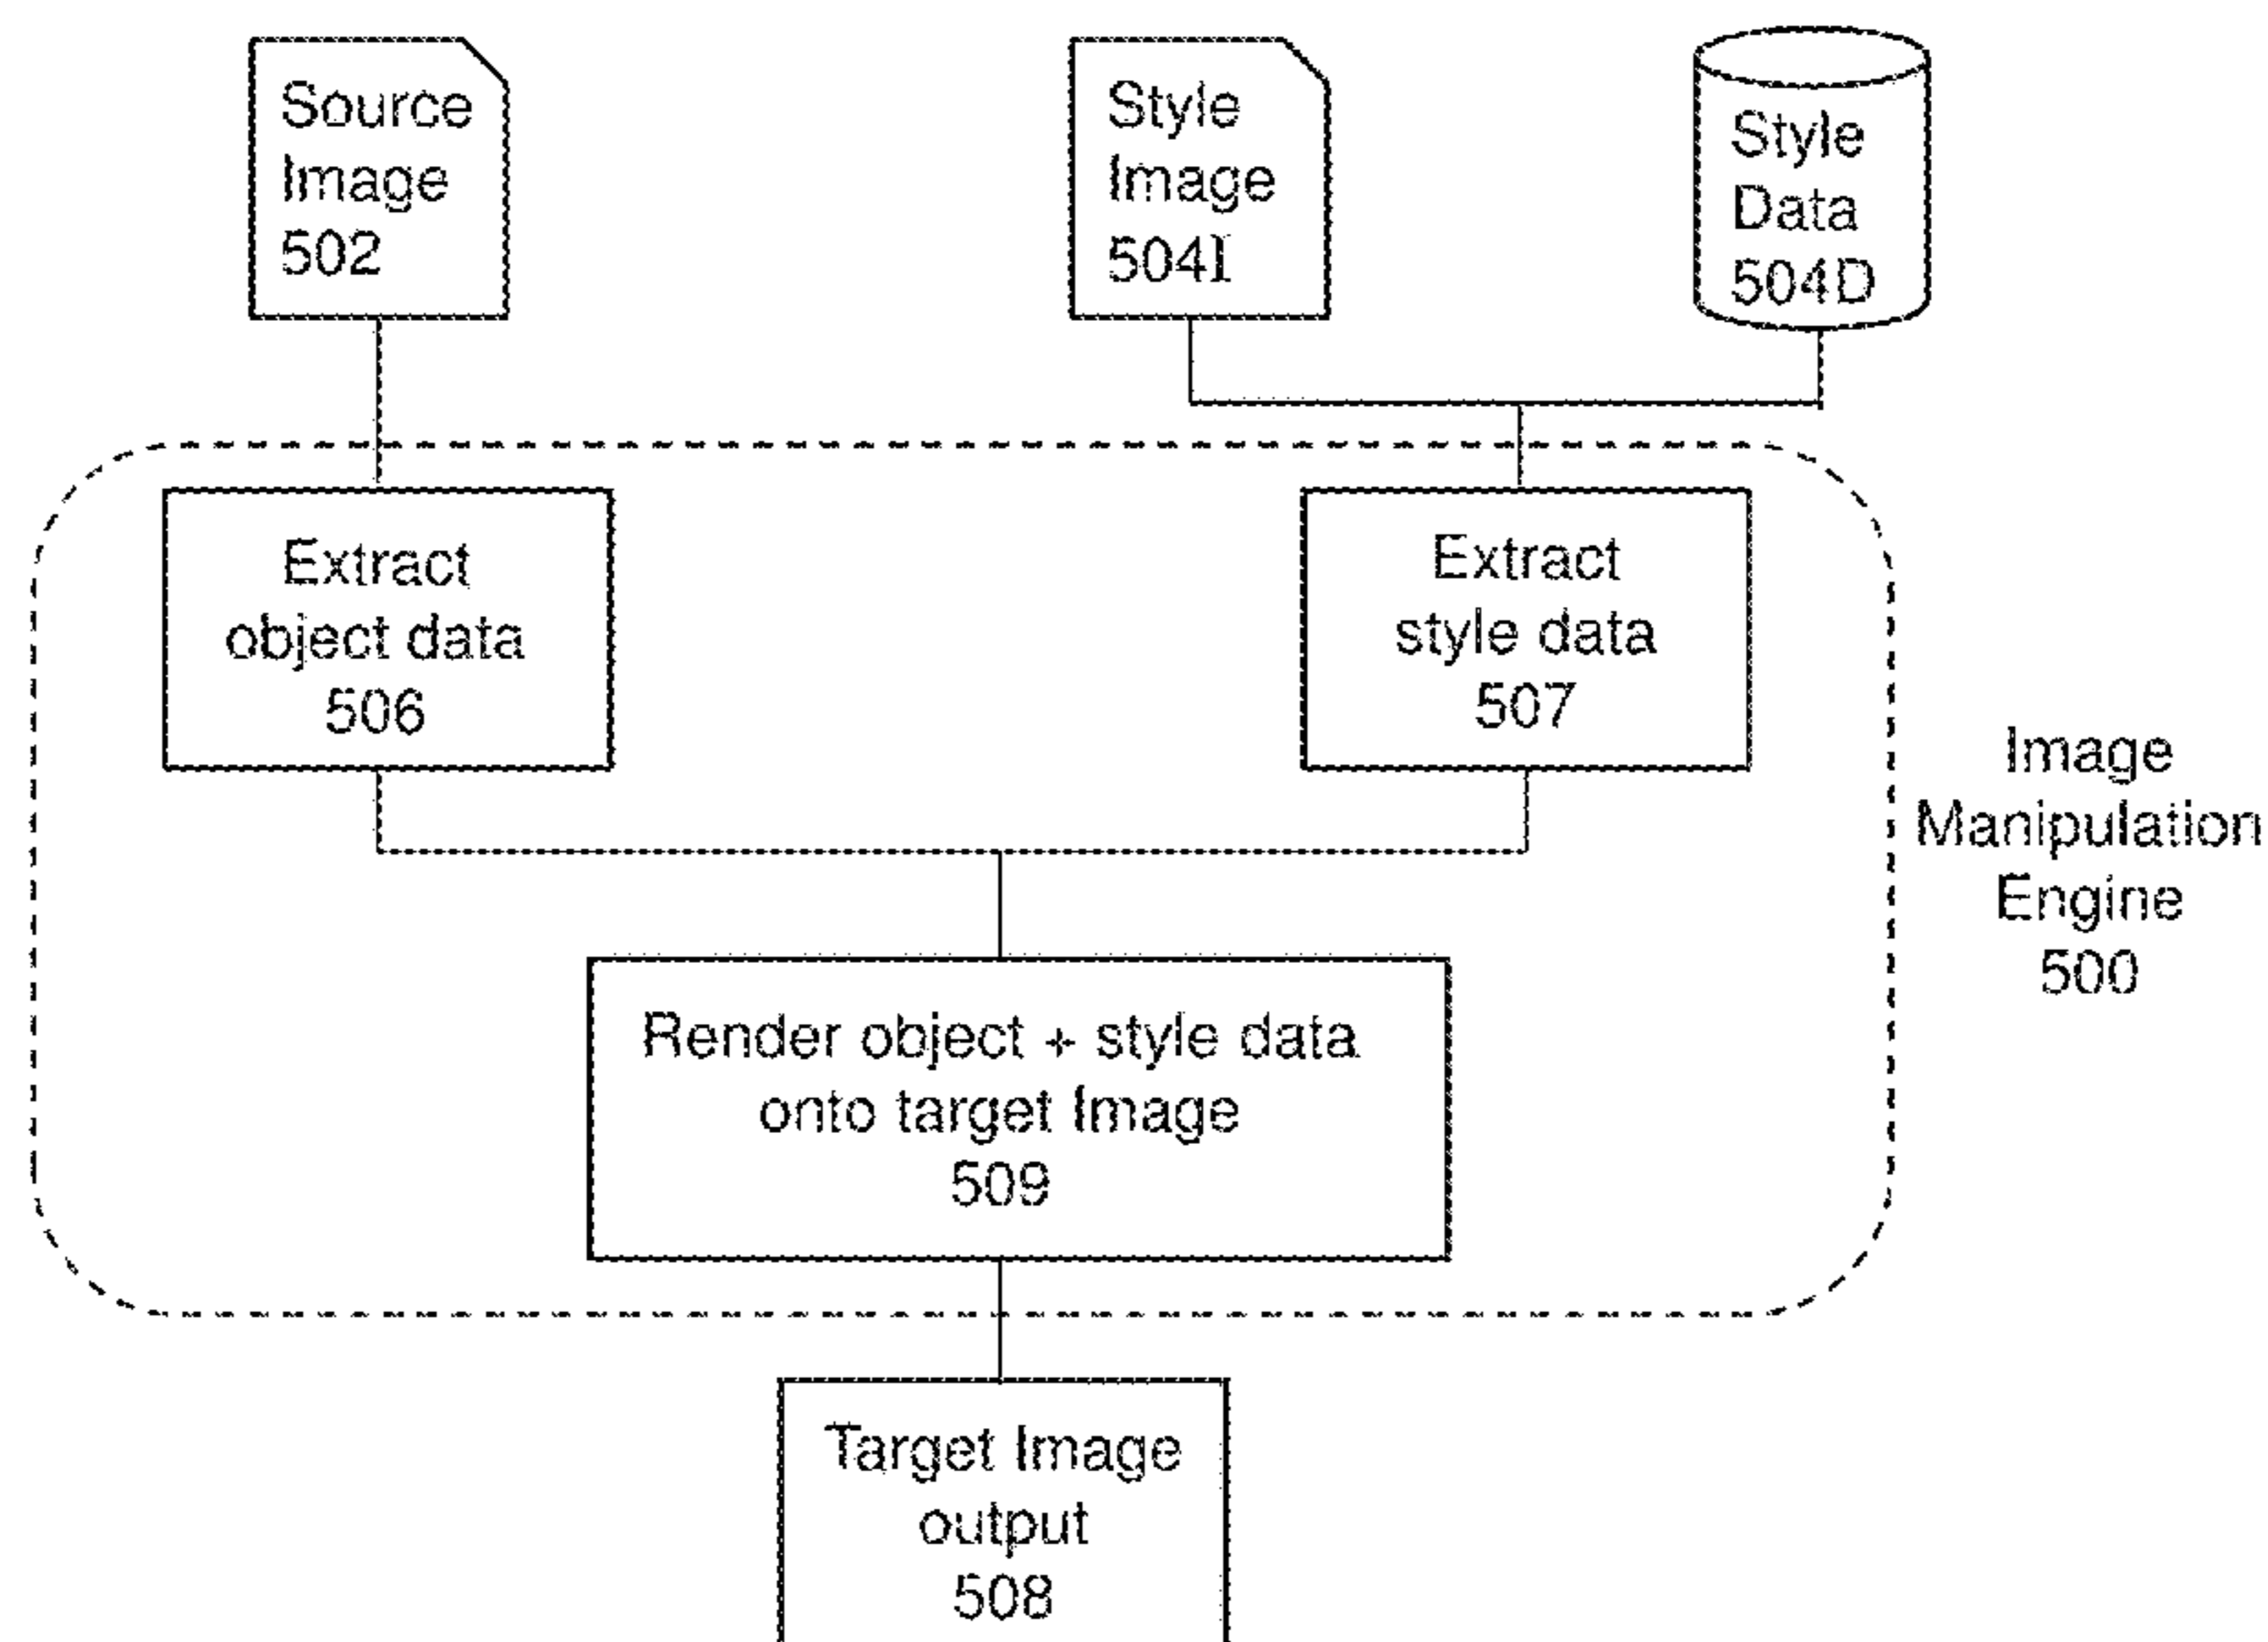 Source
Image
502
Style
Image
504I
Style
Data
504D
Extract
object data
506
Extract
style data
507
Image
Manipulation
Engine
500
Render object + style data
onto target Image
509
Target Image
output
508